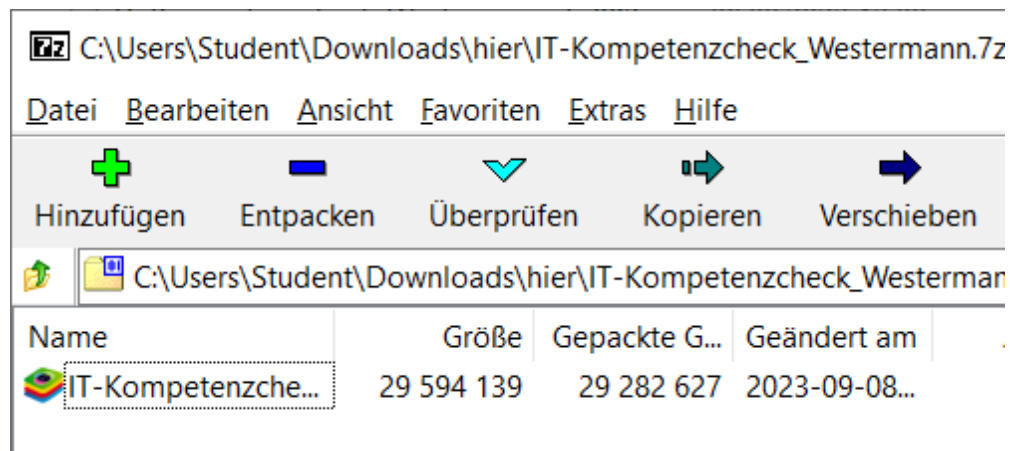 7z C:\Users\Student\Downloads\hier\IT-Kompetenzcheck_Westermann.7z
Datei Bearbeiten Ansicht Favoriten Extras Hilfe
Hinzufügen Entpacken Überprüfen Kopieren Verschieben
C:\Users\Student\Downloads\hier\IT-Kompetenzcheck_Westerman
Name Größe Gepackte G... Geändert am
IT-Kompetenzche... 29 594 139 29 282 627 2023-09-08...